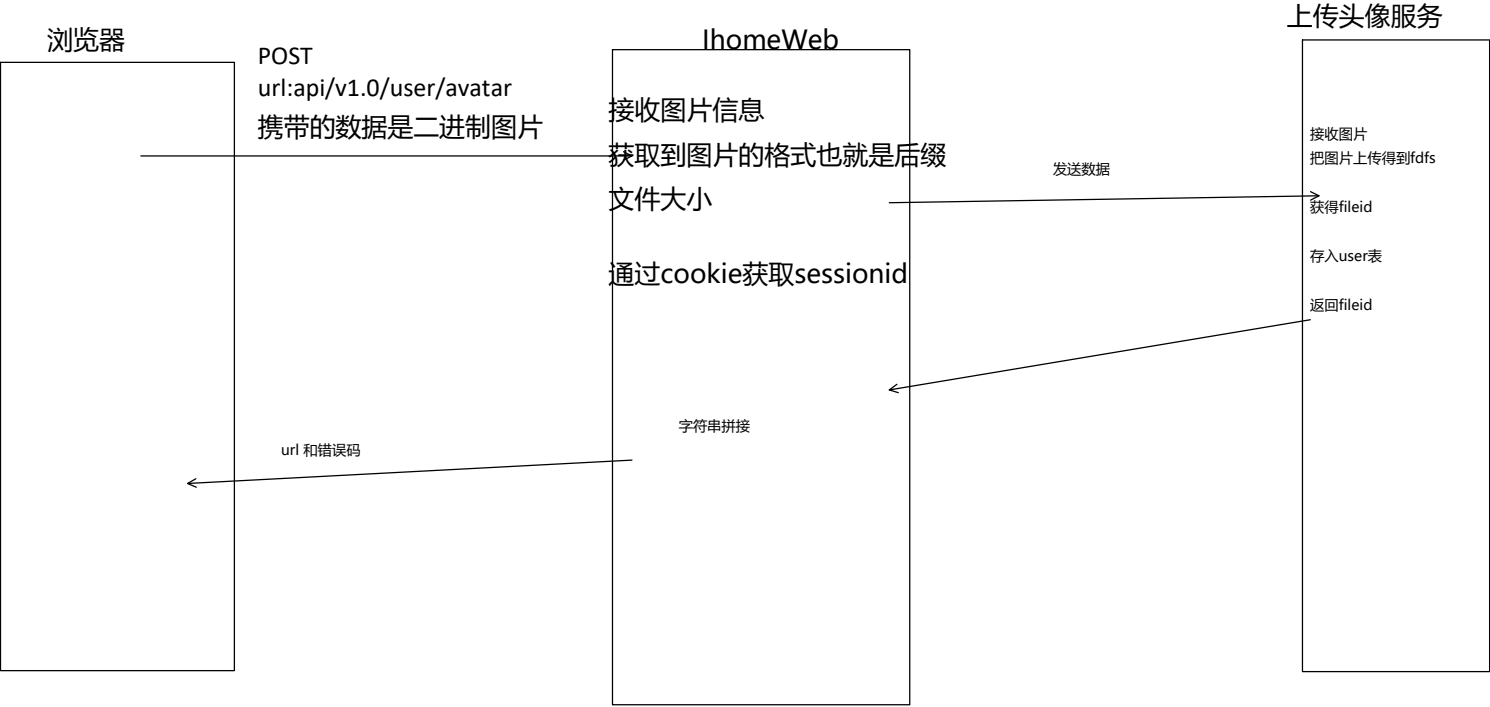 浏览器
POST
url:api/v1.0/user/avatar
携带的数据是二进制图片
IhomeWeb
接收图片信息
获取到图片的格式也就是后缀
文件大小
通过cookie获取sessionid
发送数据
上传头像服务
接收图片
把图片上传得到fdfs
获得fileid
存入user表
返回fileid
字符串拼接
url 和错误码